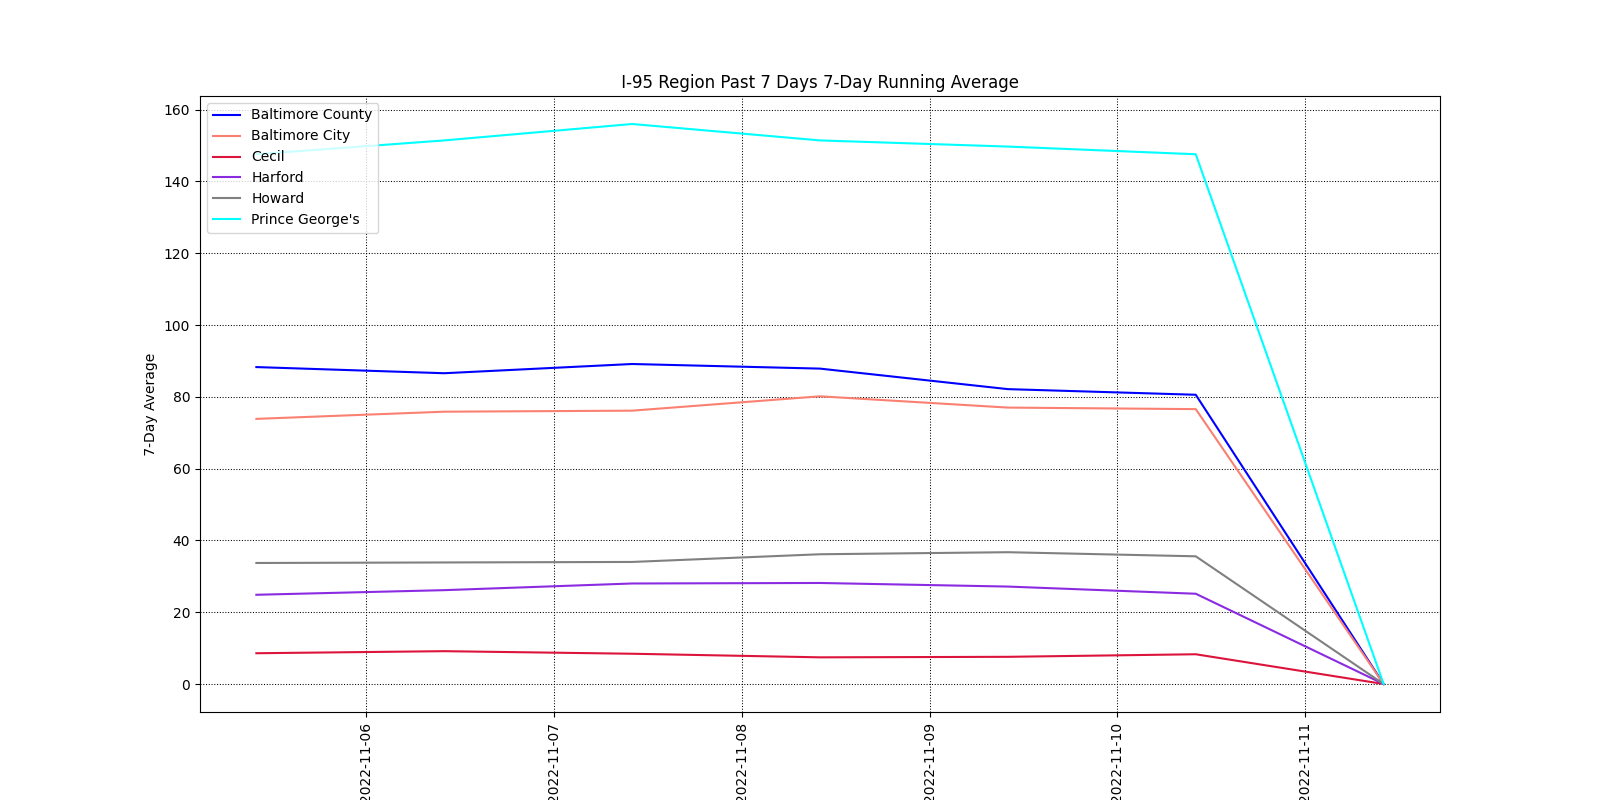 I-95 Region Past 7 Days 7-Day Running Average
160
140
120
100
80
60
40
20
0
7-Day Average
Baltimore County
Baltimore City
Cecil
Harford
Howard
Prince George's
2022-11-06
2022-11-07
2022-11-08
2022-11-09
2022-11-10
2022-11-11